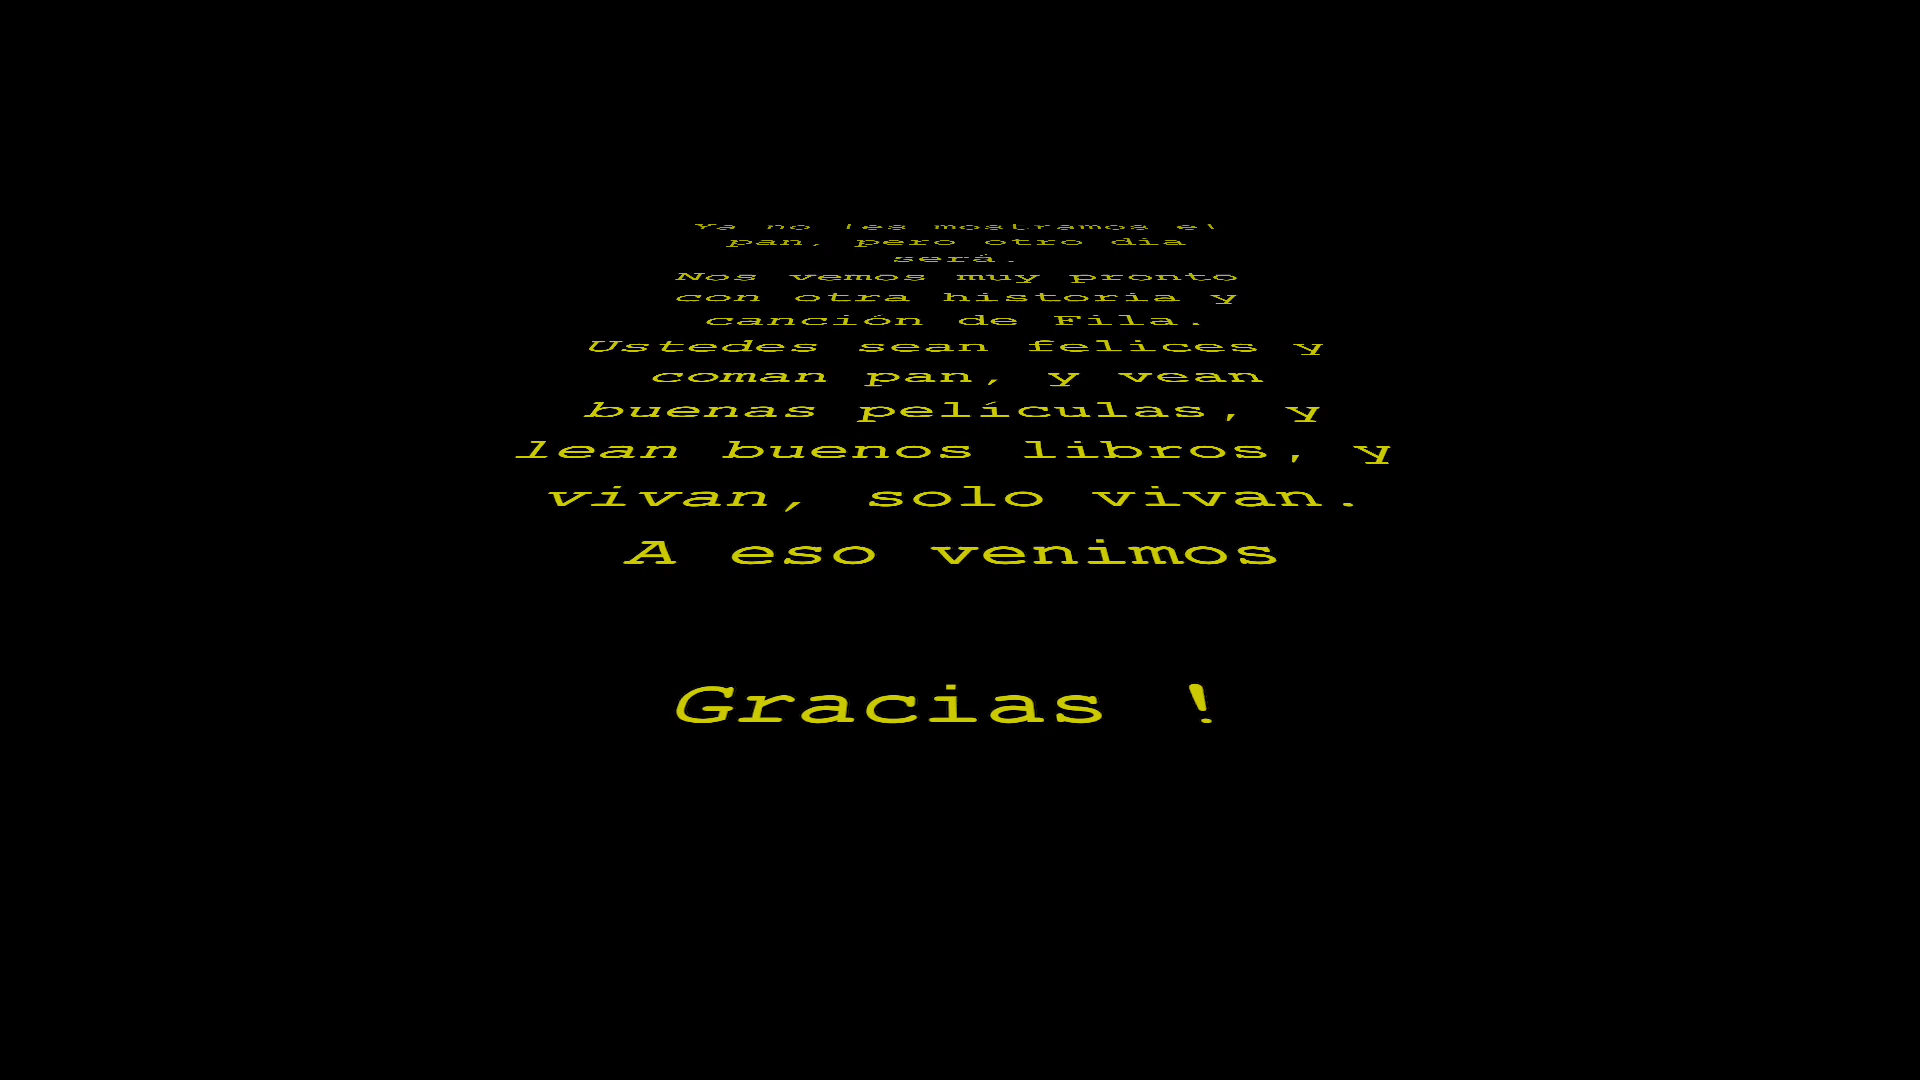 Ya no les mostramos el
pan, pero otro día
será.
Nos vemos muy pronto
con otra historia y
canción de Fila.
Ustedes sean felices y
coman pan, y vean
buenas películas, y
lean buenos libros, y
vivan, solo vivan.
A eso venimos
Gracias !